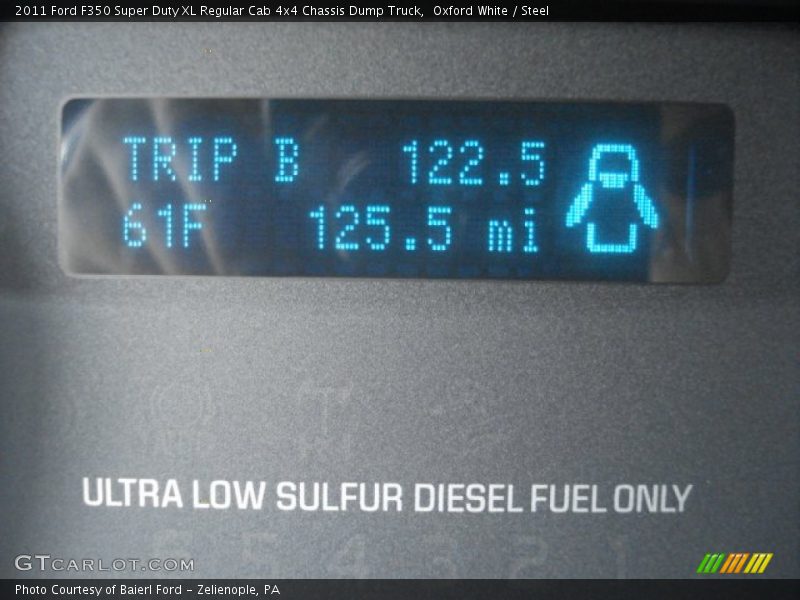 2011 Ford F350 Super Duty XL Regular Cab 4x4 Chassis Dump Truck,  Oxford White / Steel
TRIP B 122.5
61F 125.5 mi
ULTRA LOW SULFUR DIESEL FUEL ONLY
GTCARLOT.COM
Photo Courtesy of Baierl Ford – Zelienople, PA